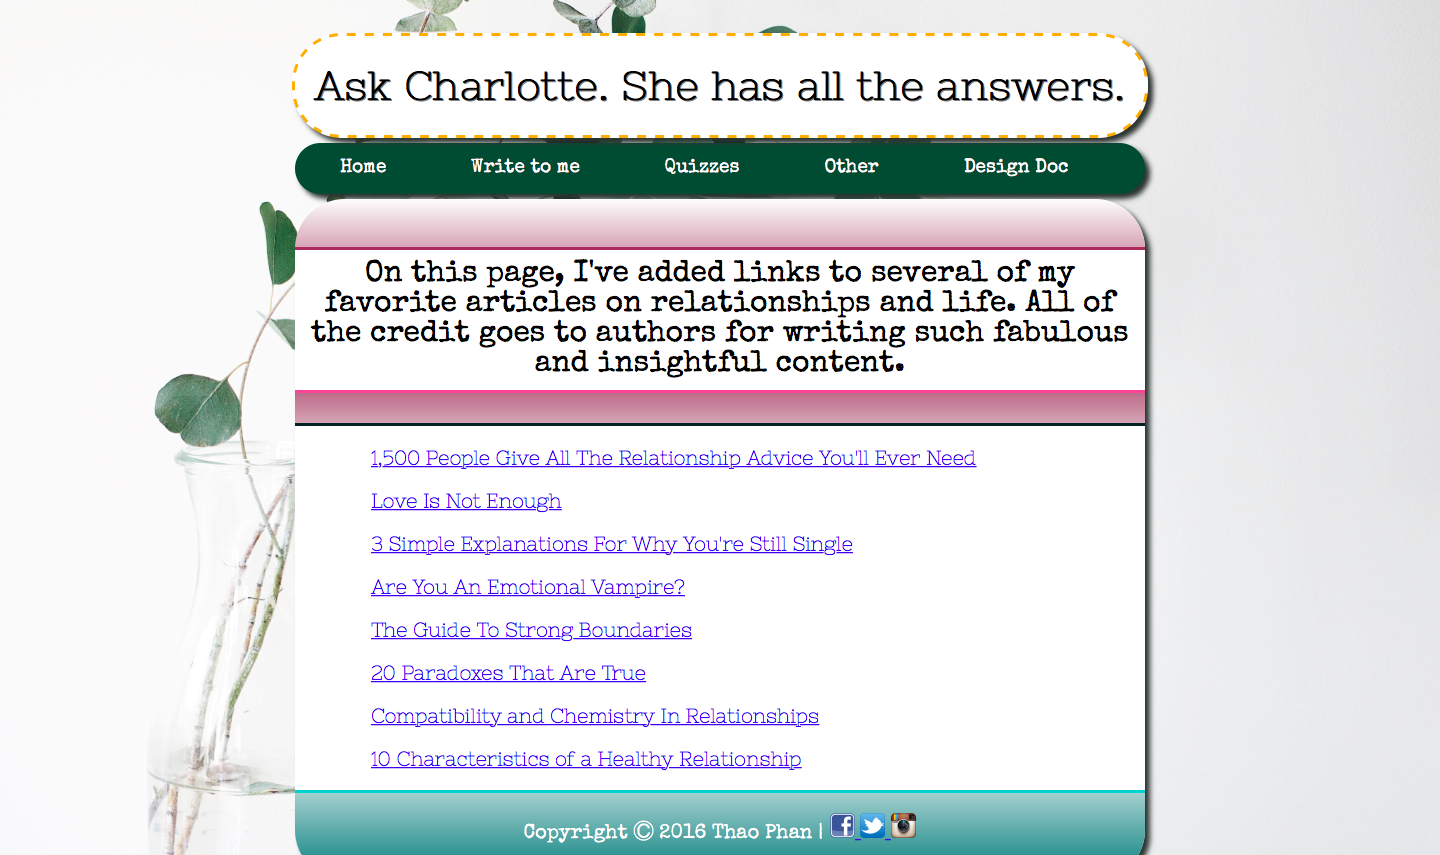 Ask Charlotte. She has all the answers.
Home Write to me Quizzes Other Design Doc
On this page, I've added links to several of my
favorite articles on relationships and life. All of
the credit goes to authors for writing such fabulous
and insightful content.
1,500 People Give All The Relationship Advice You'll Ever Need
Love Is Not Enough
3 Simple Explanations For Why You're Still Single
Are You An Emotional Vampire?
The Guide To Strong Boundaries
20 Paradoxes That Are True
Compatibility and Chemistry In Relationships
10 Characteristics of a Healthy Relationship
Copyright © 2016 Thao Phan |